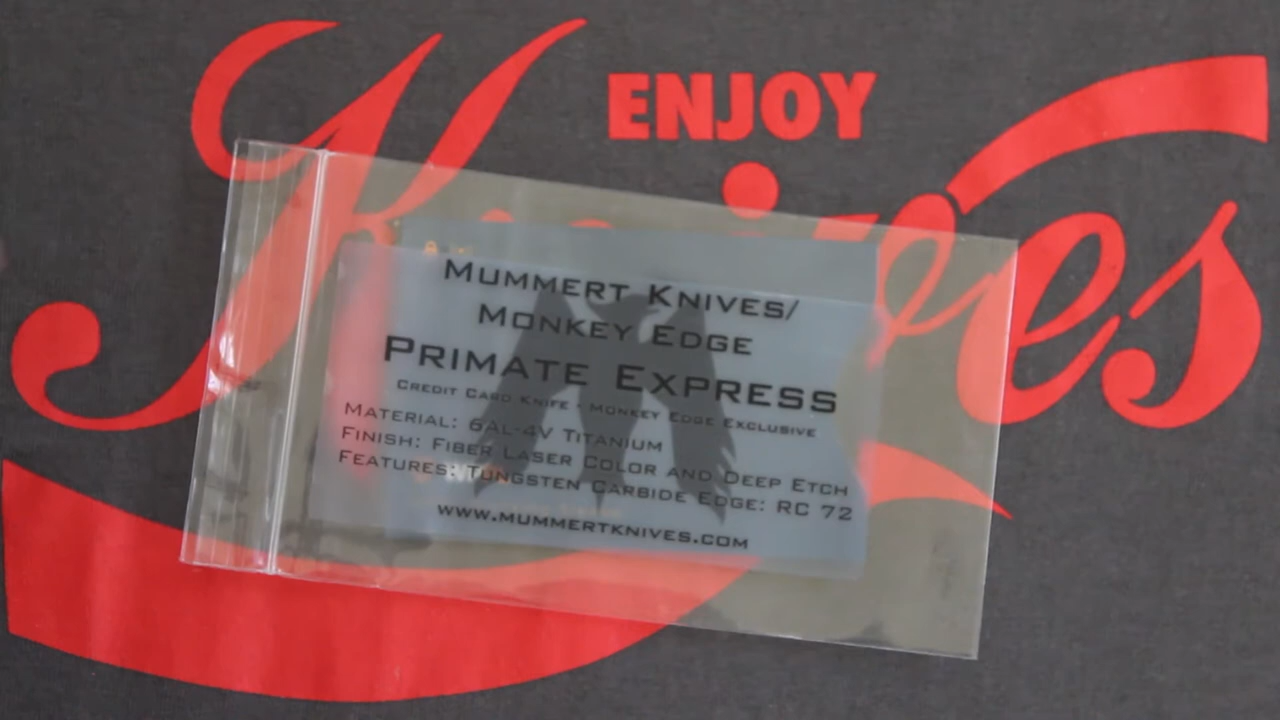 ENJOY
Knives
MUMMERT KNIVES/
MONKEY EDGE
PRIMATE EXPRESS
CREDIT CARD KNIFE - MONKEY EDGE EXCLUSIVE
MATERIAL: 6AL-4V TITANIUM
FINISH: FIBER LASER COLOR AND DEEP ETCH
FEATURES: TUNGSTEN CARBIDE EDGE: RC 72
WWW.MUMMERTKNIVES.COM